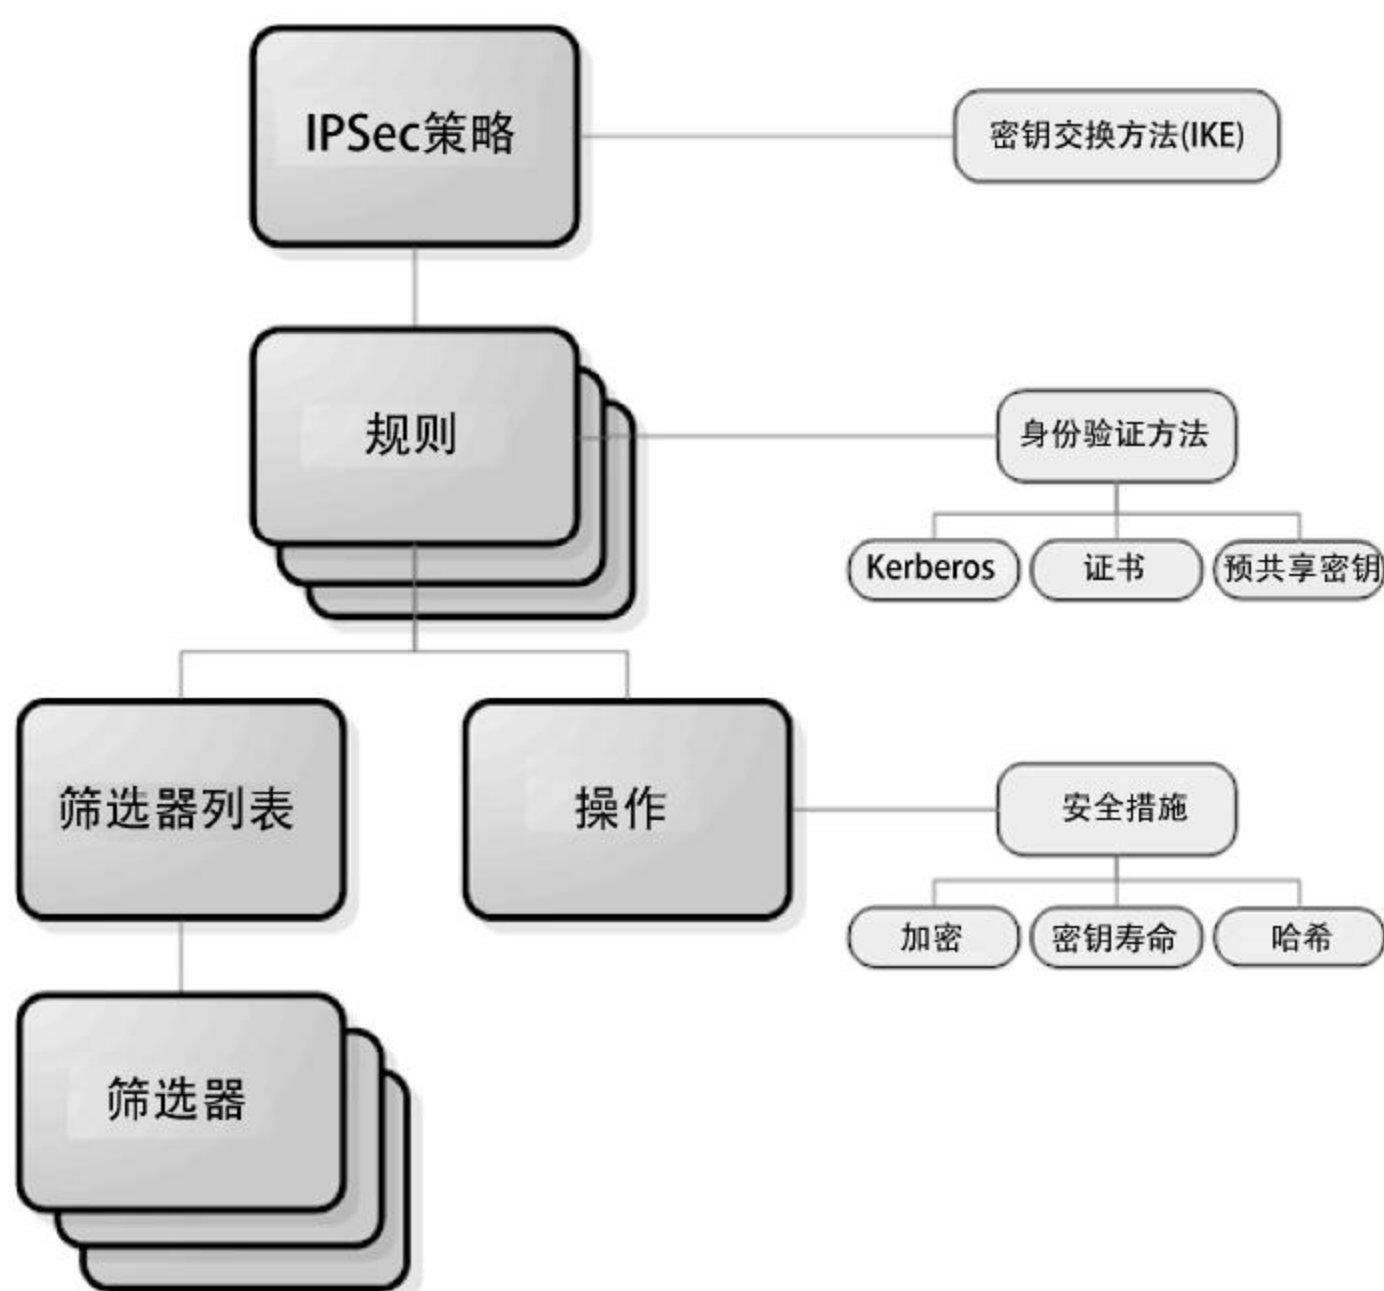 IPSec策略
密钥交换方法(IKE)
规则
身份验证方法
Kerberos
证书
预共享密钥
筛选器列表
操作
安全措施
加密
密钥寿命
哈希
筛选器